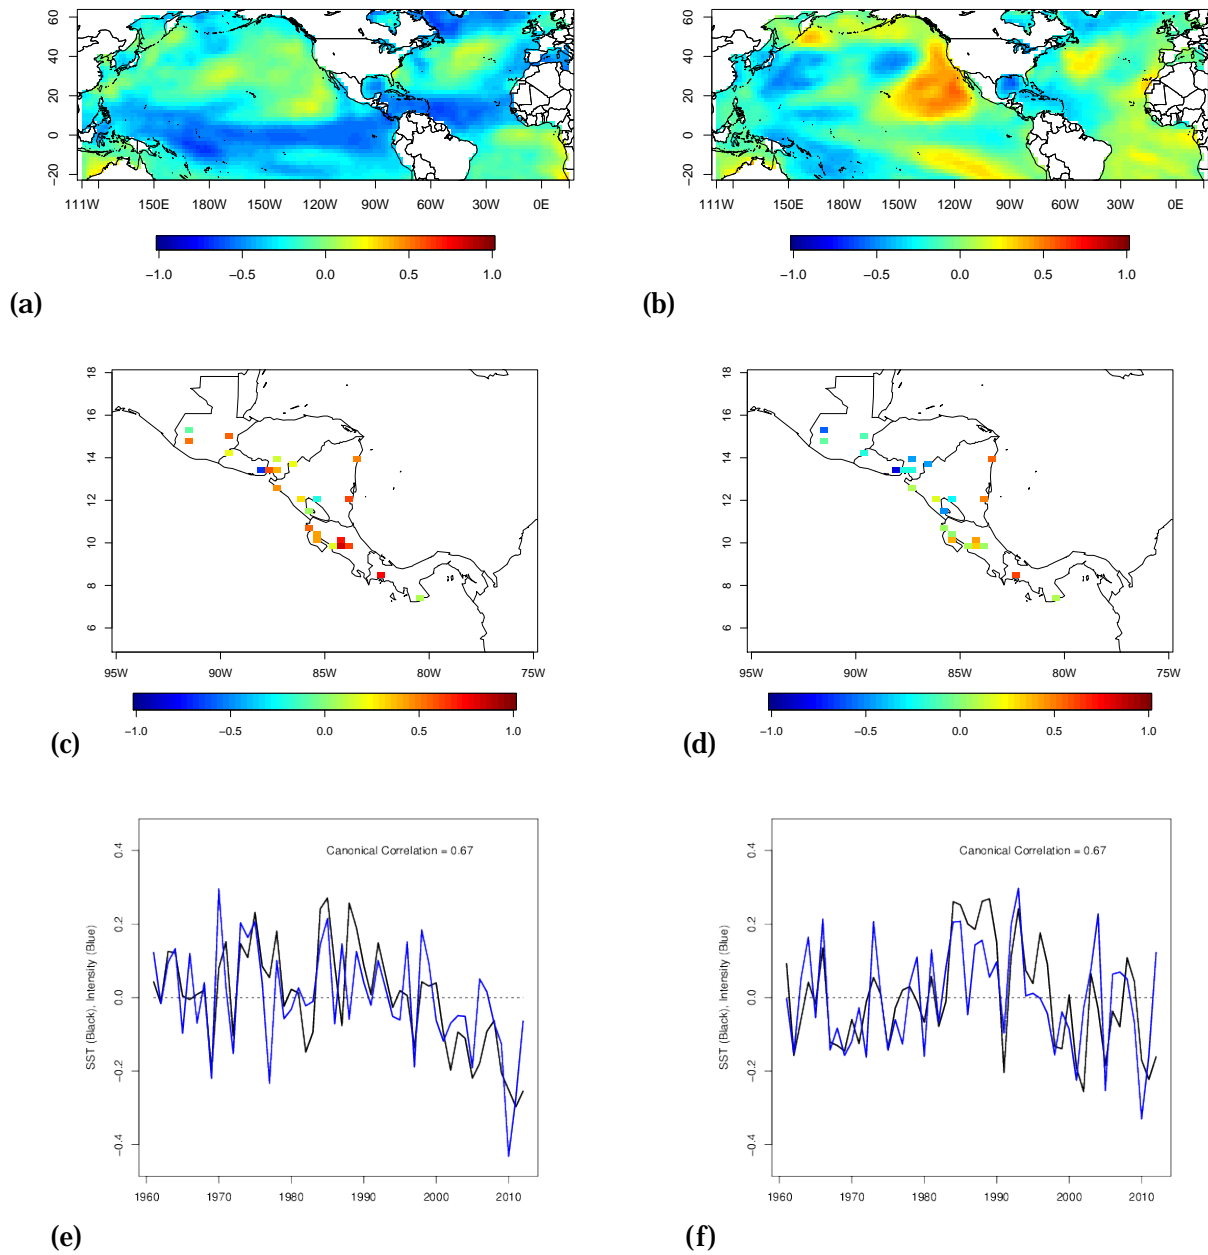 60
40
20
0
−20
111W 150E 180W 150W 120W 90W 60W 30W 0E
−1.0 −0.5 0.0 0.5 1.0
(a)
60
40
20
0
−20
111W 150E 180W 150W 120W 90W 60W 30W 0E
−1.0 −0.5 0.0 0.5 1.0
(b)
18
16
14
12
10
8
6
95W 90W 85W 80W 75W
−1.0 −0.5 0.0 0.5 1.0
(c)
18
16
14
12
10
8
6
95W 90W 85W 80W 75W
−1.0 −0.5 0.0 0.5 1.0
(d)
Canonical Correlation = 0.67
SST (Black), Intensity (Blue)
0.4
0.2
0.0
−0.2
−0.4
1960 1970 1980 1990 2000 2010
(e)
Canonical Correlation = 0.67
SST (Black), Intensity (Blue)
0.4
0.2
0.0
−0.2
−0.4
1960 1970 1980 1990 2000 2010
(f)